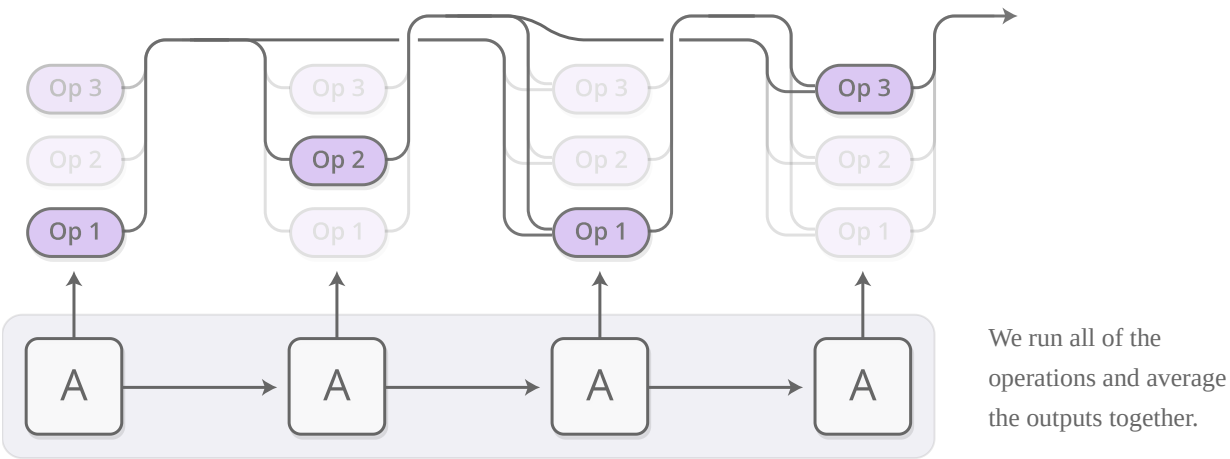 Op 3 Op 3 Op 3 Op 3
Op 2 Op 2 Op 2 Op 2
Op 1 Op 1 Op 1 Op 1
A A A A
We run all of the
operations and average
the outputs together.